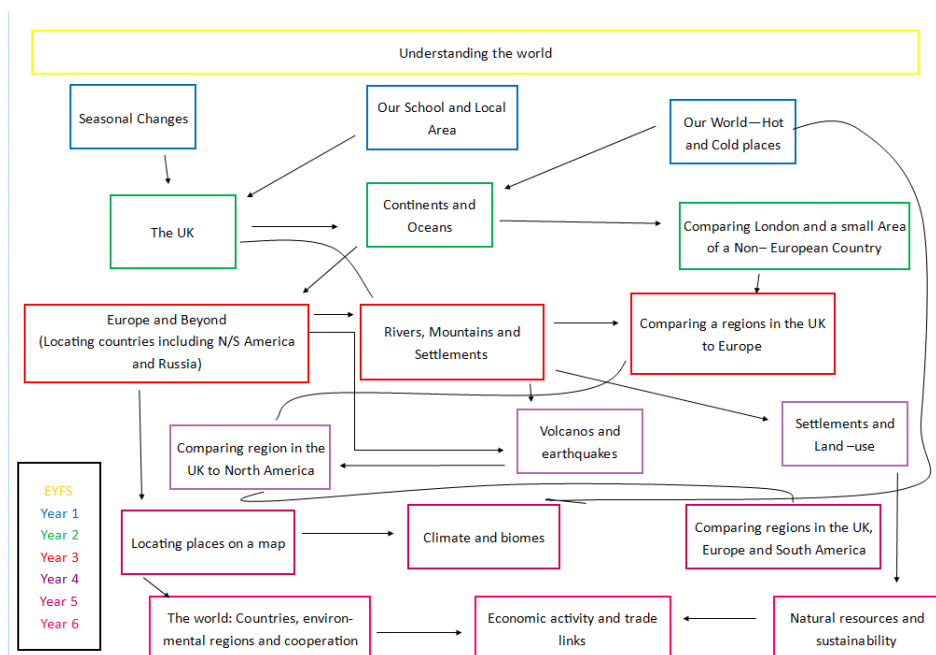 Understanding the world
Seasonal Changes
Our School and Local
Area
Our World—Hot
and Cold places
The UK
Continents and
Oceans
Comparing London and a small Area
of a Non– European Country
Europe and Beyond
(Locating countries including N/S America
and Russia)
Rivers, Mountains and
Settlements
Comparing a regions in the UK
to Europe
Comparing region in the
UK to North America
Volcanos and
earthquakes
Settlements and
Land –use
EYFS
Year 1
Year 2
Year 3
Year 4
Year 5
Year 6
Locating places on a map
Climate and biomes
Comparing regions in the UK,
Europe and South America
The world: Countries, environ-
mental regions and cooperation
Economic activity and trade
links
Natural resources and
sustainability